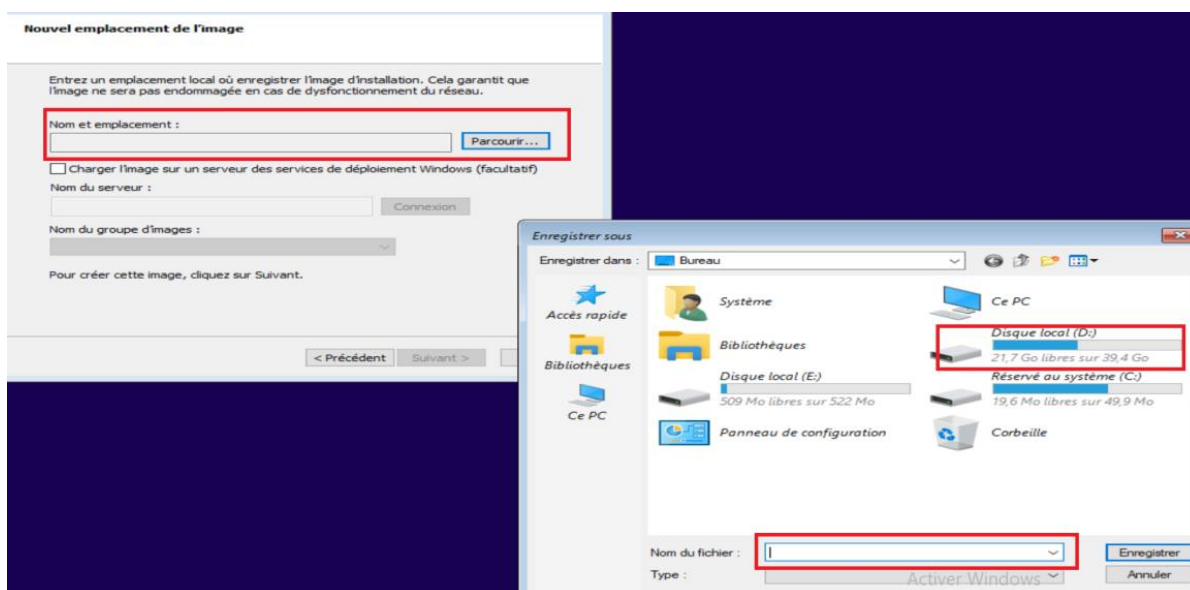 Nouvel emplacement de l'image
Entrez un emplacement local où enregistrer l'image d'installation. Cela garantit que
l'image ne sera pas endommagée en cas de dysfonctionnement du réseau.
Nom et emplacement :
Parcourir...
Charger l'image sur un serveur des services de déploiement Windows (facultatif)
Nom du serveur :
Connexion
Nom du groupe d'images :
Pour créer cette image, cliquez sur Suivant.
< Précédent
Suivant >
Enregistrer sous
Enregistrer dans :
Bureau
Accès rapide
Bibliothèques
Ce PC
Système
Ce PC
Bibliothèques
Disque local (D:)
21,7 Go libres sur 39,4 Go
Disque local (E:)
509 Mo libres sur 522 Mo
Réservé au système (C:)
19,6 Mo libres sur 49,9 Mo
Panneau de configuration
Corbeille
Nom du fichier :
Enregistrer
Type :
Activer Windows
Annuler